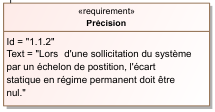 «requirement»
Précision
Id = "1.1.2"
Text = "Lors  d'une sollicitation du système
par un échelon de postition, l'écart
statique en régime permanent doit être
nul."